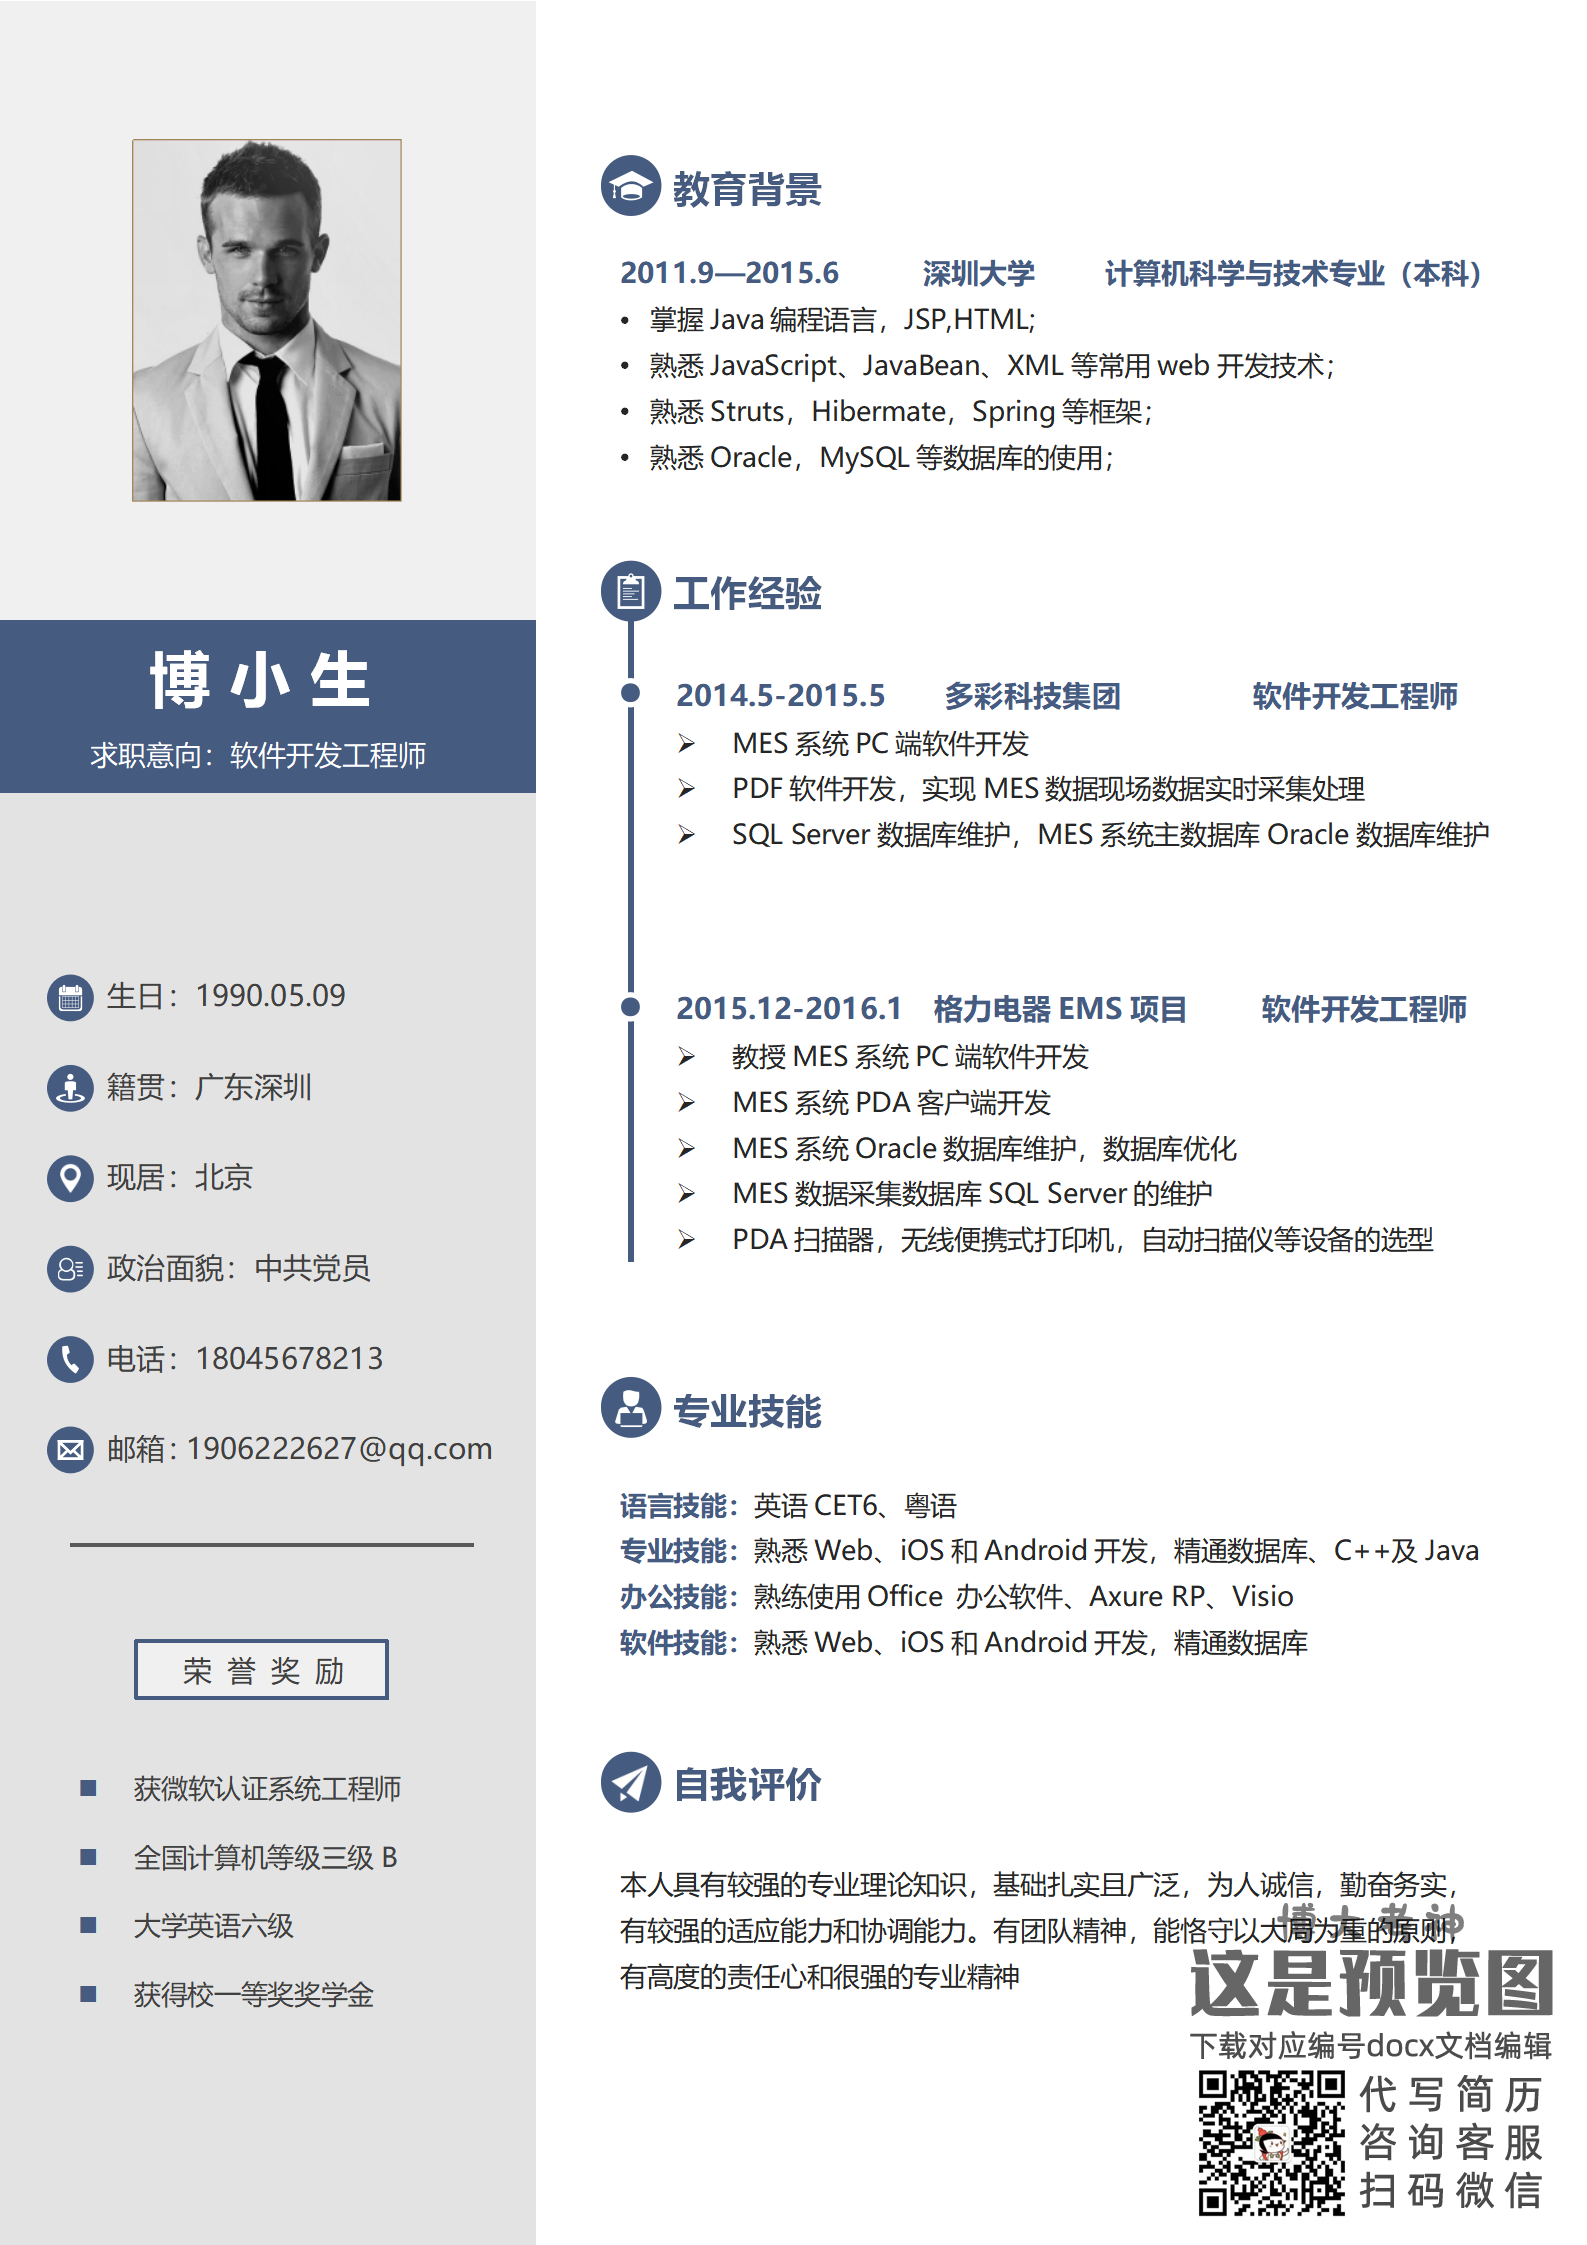 博小生
求职意向：软件开发工程师
生日：1990.05.09
籍贯：广东深圳
现居：北京
政治面貌：中共党员
电话：18045678213
邮箱：1906222627@qq.com
荣誉奖励
■ 获微软认证系统工程师
■ 全国计算机等级三级 B
■ 大学英语六级
■ 获得校一等奖奖学金
教育背景
2011.9—2015.6 深圳大学 计算机科学与技术专业（本科）
• 掌握 Java 编程语言，JSP,HTML;
• 熟悉 JavaScript、JavaBean、XML 等常用 web 开发技术；
• 熟悉 Struts，Hibermate，Spring 等框架；
• 熟悉 Oracle，MySQL 等数据库的使用；
工作经验
2014.5-2015.5 多彩科技集团 软件开发工程师
➢ MES 系统 PC 端软件开发
➢ PDF 软件开发，实现 MES 数据现场数据实时采集处理
➢ SQL Server 数据库维护，MES 系统主数据库 Oracle 数据库维护
2015.12-2016.1 格力电器 EMS 项目 软件开发工程师
➢ 教授 MES 系统 PC 端软件开发
➢ MES 系统 PDA 客户端开发
➢ MES 系统 Oracle 数据库维护，数据库优化
➢ MES 数据采集数据库 SQL Server 的维护
➢ PDA 扫描器，无线便携式打印机，自动扫描仪等设备的选型
专业技能
语言技能：英语 CET6、粤语
专业技能：熟悉 Web、iOS 和 Android 开发，精通数据库、C++及 Java
办公技能：熟练使用 Office 办公软件、Axure RP、Visio
软件技能：熟悉 Web、iOS 和 Android 开发，精通数据库
自我评价
本人具有较强的专业理论知识，基础扎实且广泛，为人诚信，勤奋务实，
有较强的适应能力和协调能力。有团队精神，能恪守以大局为重的原则，
有高度的责任心和很强的专业精神
博大考神
这是预览图
下载对应编号docx文档编辑
代写简历
咨询客服
扫码微信